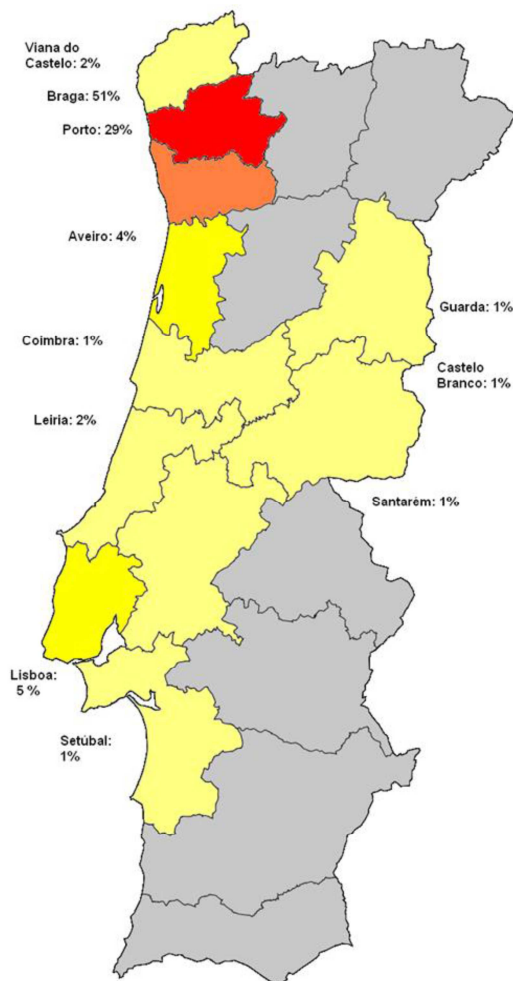 Viana do
Castelo: 2%
Braga: 51%
Porto: 29%
Aveiro: 4%
Guarda: 1%
Coimbra: 1%
Castelo
Branco: 1%
Leiria: 2%
Santarém: 1%
Lisboa:
5 %
Setúbal:
1%